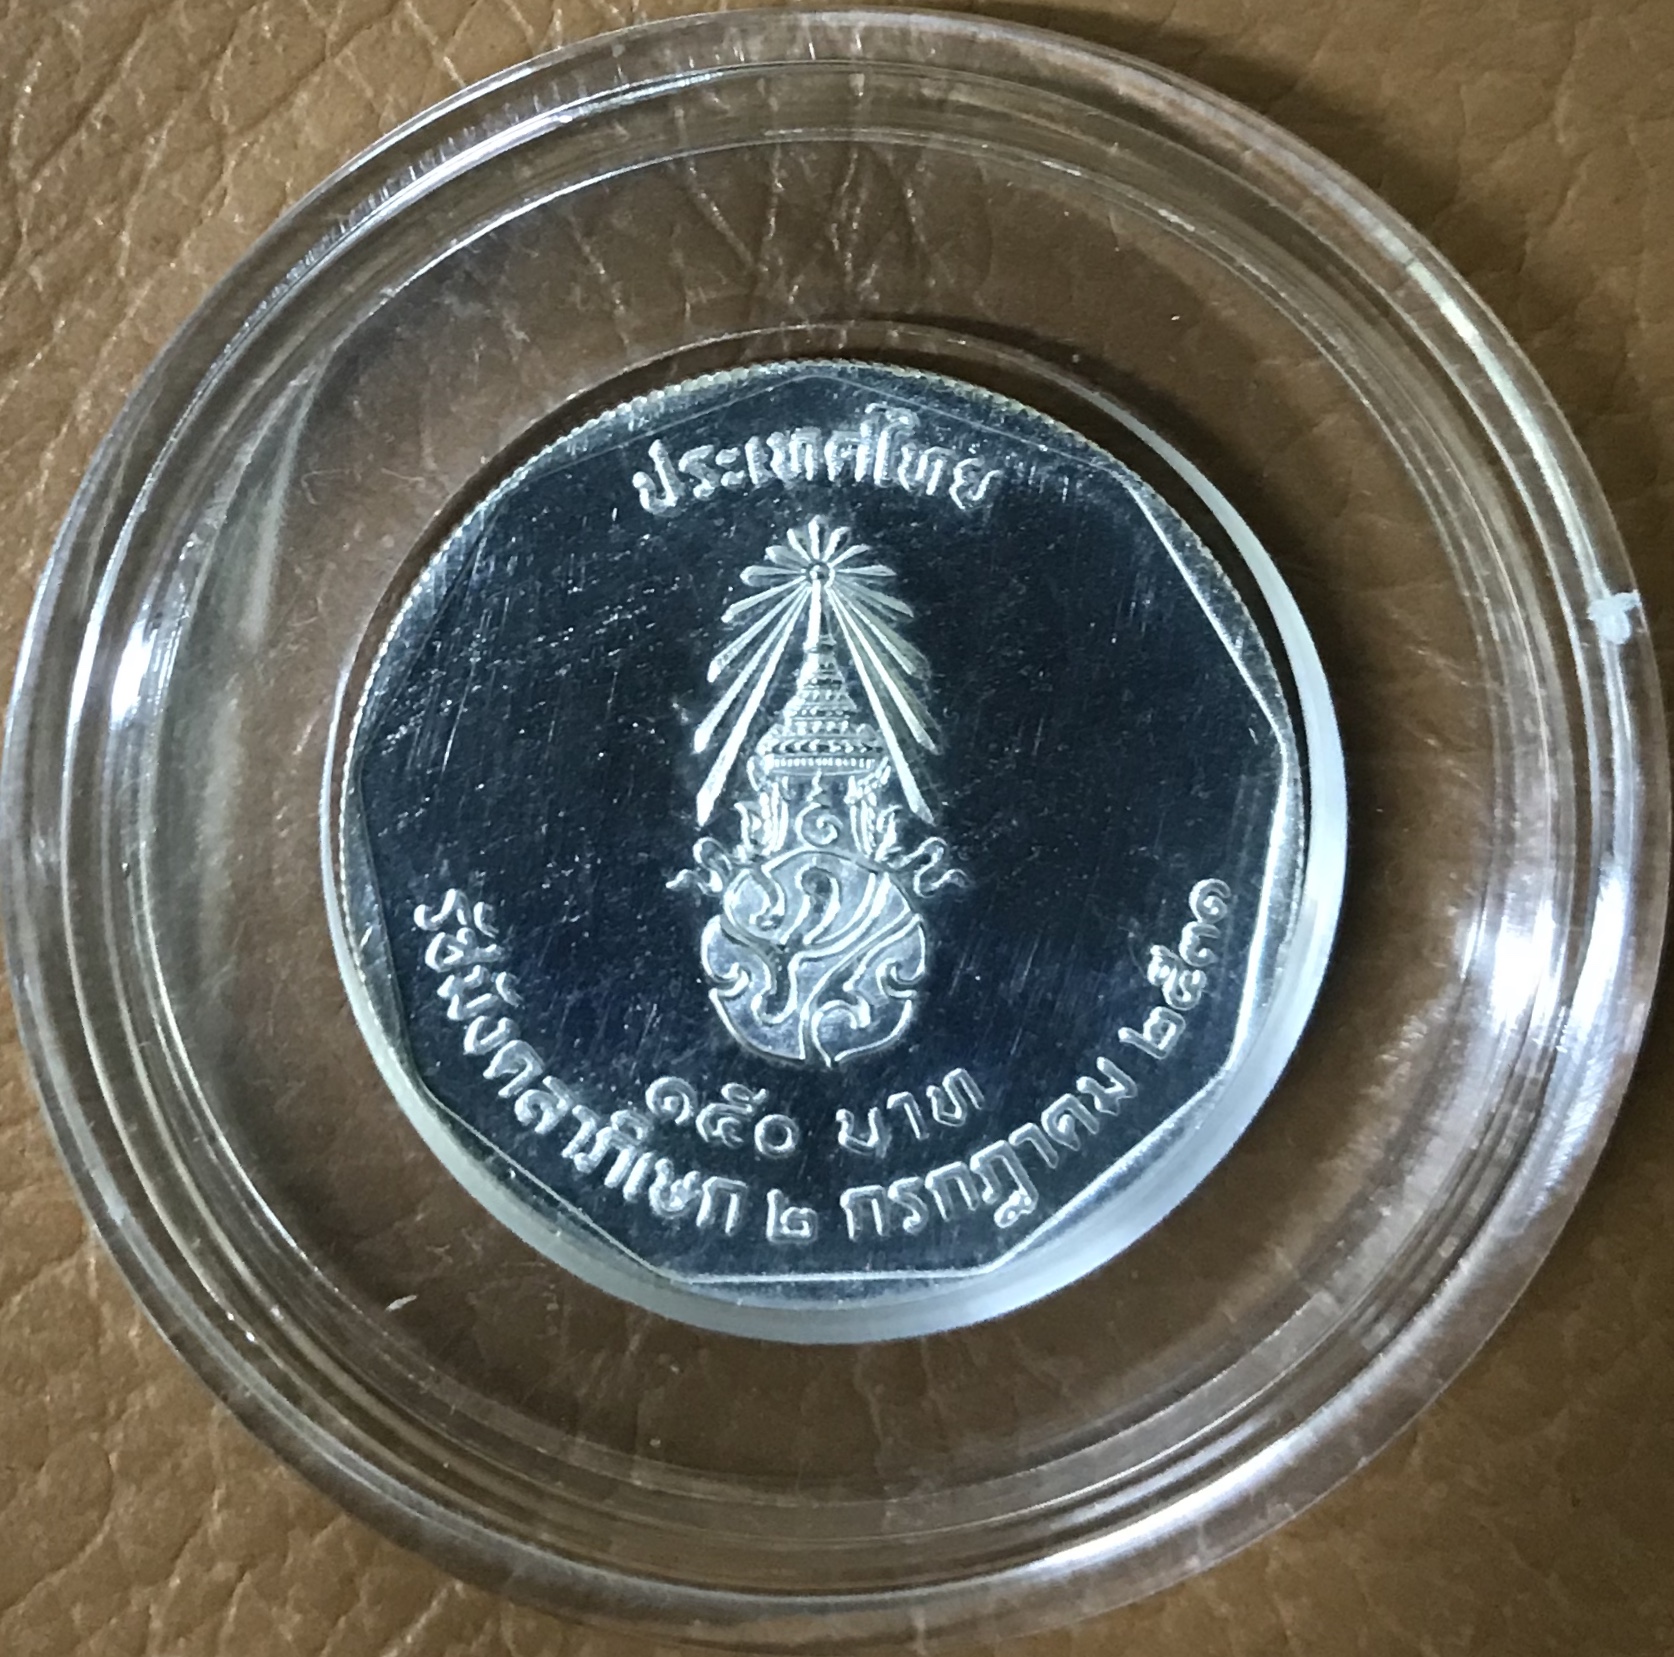 ประเทศไทย
๑๕๐ บาท
รัชมังคลาภิเษก ๒ กรกฎาคม ๒๕๓๑